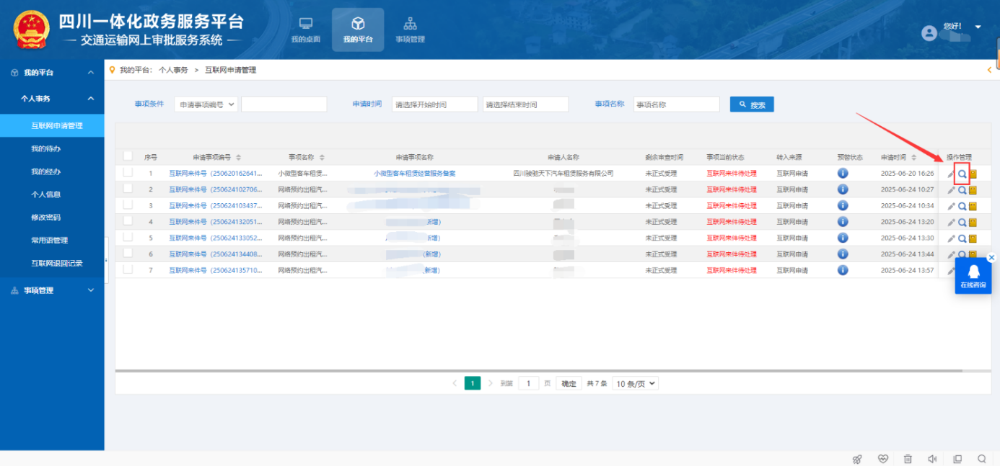 四川一体化政务服务平台
交通运输网上审批服务系统
我的桌面
我的平台
事项管理
您好!
我的平台
个人事务
互联网申请管理
我的待办
我的经办
个人信息
修改密码
常用语管理
互联网退回记录
事项管理
我的平台: 个人事务 > 互联网申请管理
事项条件 申请事项编号 申请时间 请选择开始时间 请选择结束时间 事项名称 事项名称 搜索
序号 申请事项编号 事项名称 申请事项名称 申请人名称 剩余审查时间 事项当前状态 转入来源 预警状态 申请时间 操作管理
1 互联网来件号（250620162641... 小微型客车租赁... 小微型客车租赁经营服务备案 四川骏驰天下汽车租赁服务有限公司 未正式受理 互联网来件待处理 互联网申请 2025-06-20 16:26
2 互联网来件号（250624102706... 网络预约出租汽... 未正式受理 互联网来件待处理 互联网申请 2025-06-24 10:27
3 互联网来件号（250624103437... 网络预约出租汽... 未正式受理 互联网来件待处理 互联网申请 2025-06-24 10:34
4 互联网来件号（250624132051... 网络预约出租汽... 新增） 未正式受理 互联网来件待处理 互联网申请 2025-06-24 13:20
5 互联网来件号（250624133052... 网络预约出租汽... 新增） 未正式受理 互联网来件待处理 互联网申请 2025-06-24 13:30
6 互联网来件号（250624134408... 网络预约出租汽... （新增） 未正式受理 互联网来件待处理 互联网申请 2025-06-24 13:44
7 互联网来件号（250624135710... 网络预约出租汽... 新增） 未正式受理 互联网来件待处理 互联网申请 2025-06-24 13:57
在线咨询
1 到第 1 页 确定 共 7 条 10 条/页